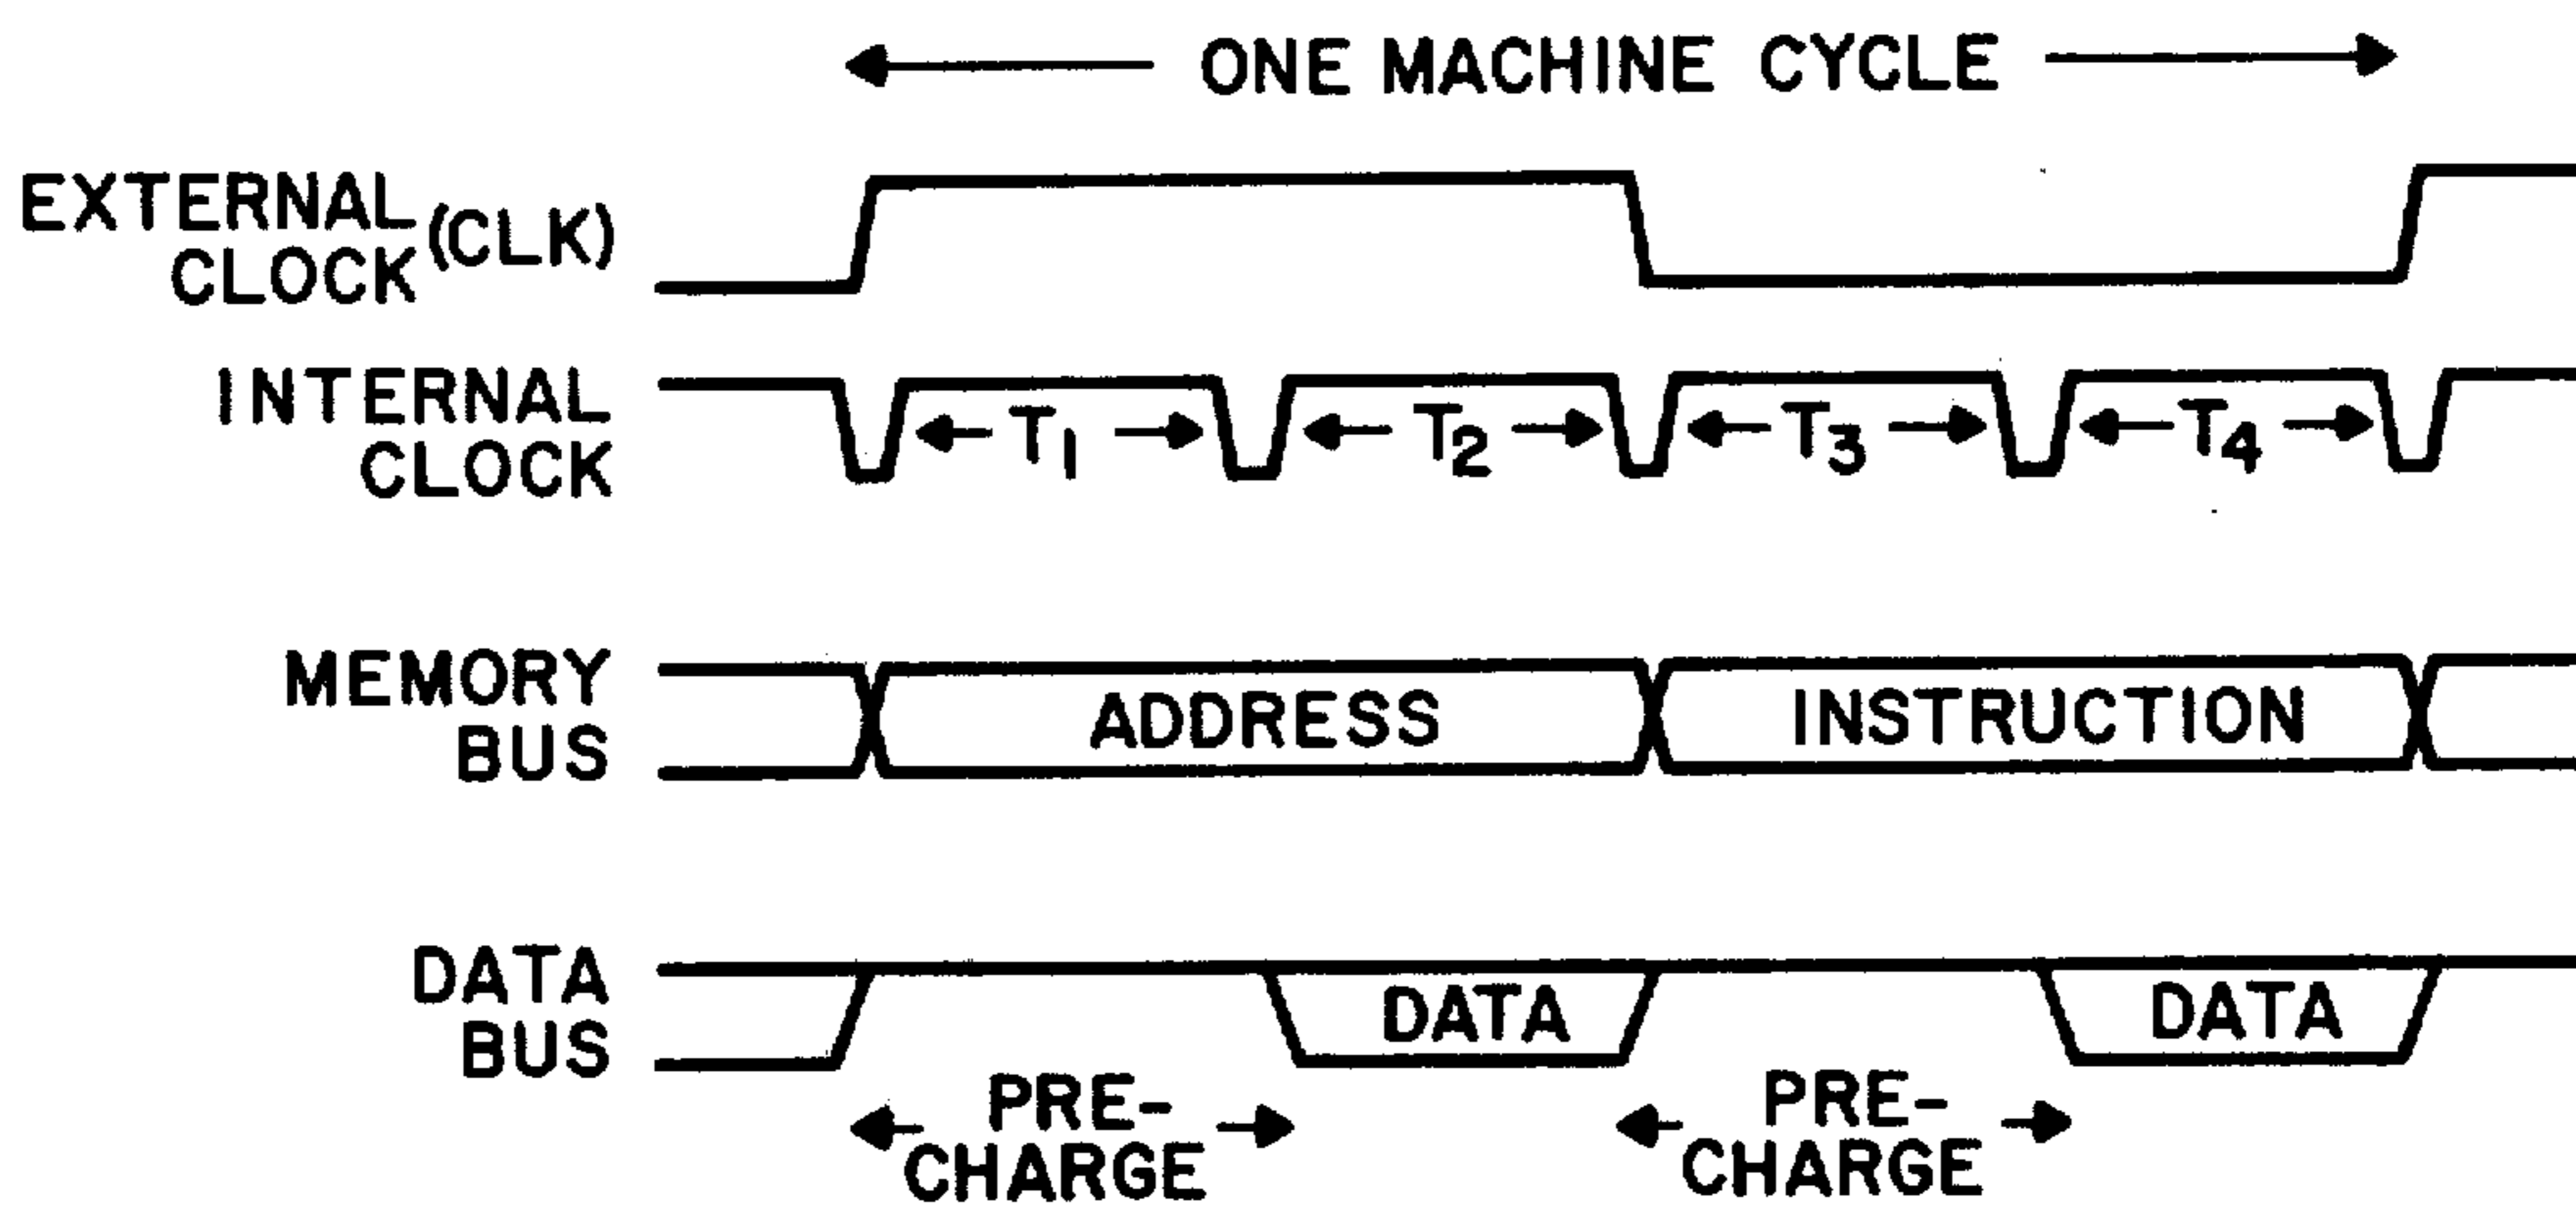 ONE MACHINE CYCLE
EXTERNAL
CLOCK (CLK)
INTERNAL
CLOCK
T1 T2 T3 T4
MEMORY
BUS
ADDRESS INSTRUCTION
DATA
BUS
DATA DATA
PRE-
CHARGE
PRE-
CHARGE